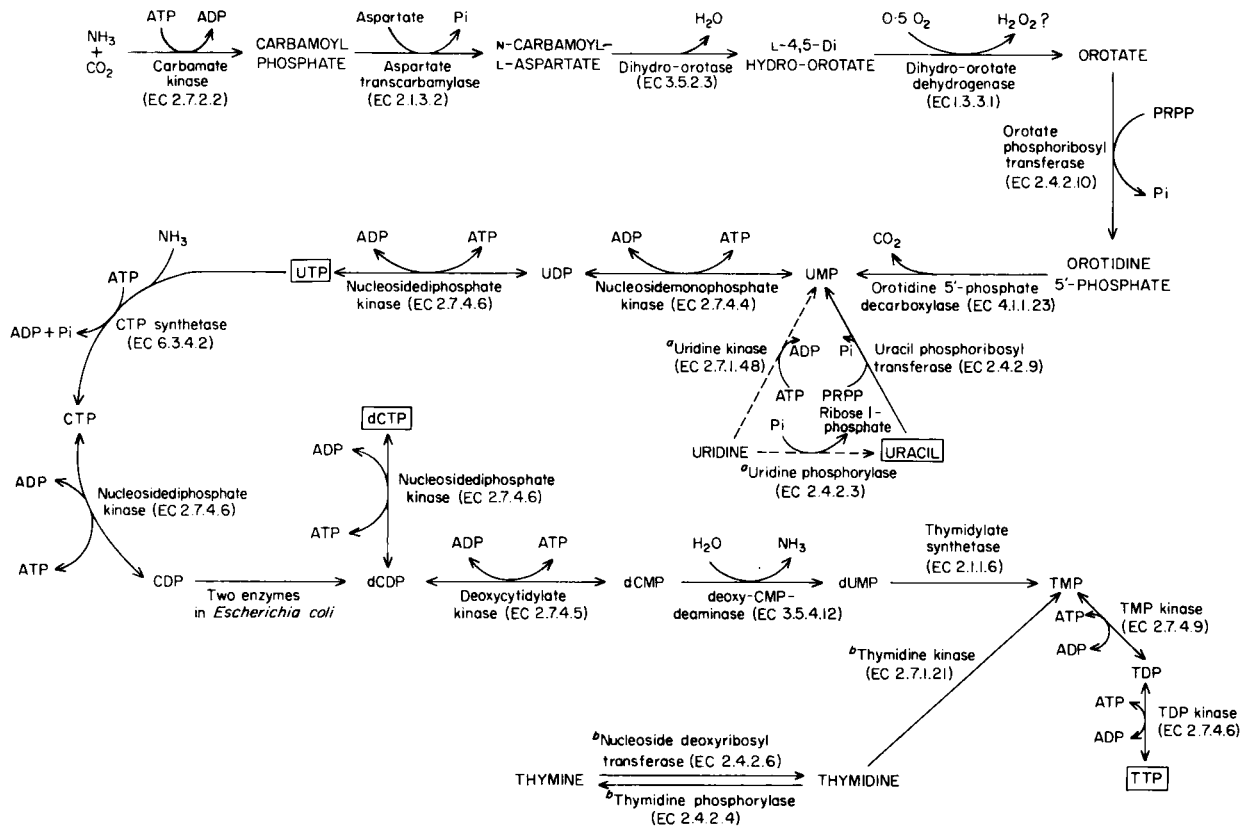 NH3
+
CO2
ATP
ADP
Carbamate
kinase
(EC 2.7.2.2)
CARBAMOYL
PHOSPHATE
Aspartate
Pi
Aspartate
transcarbamylase
(EC 2.1.3.2)
N-CARBAMOYL-
L-ASPARTATE
H2O
Dihydro-orotase
(EC 3.5.2.3)
L-4,5-Di
HYDRO-OROTATE
O·5 O2
H2O2?
Dihydro-orotate
dehydrogenase
(EC 1.3.3.1)
OROTATE
Orotate
phosphoribosyl
transferase
(EC 2.4.2.10)
PRPP
Pi
OROTIDINE
5'-PHOSPHATE
CO2
Orotidine 5'-phosphate
decarboxylase (EC 4.1.1.23)
UMP
ADP
ATP
Nucleosidemonophosphate
kinase (EC 2.7.4.4)
UDP
ADP
ATP
Nucleosidediphosphate
kinase (EC 2.7.4.6)
UTP
NH3
ATP
ADP + Pi
CTP synthetase
(EC 6.3.4.2)
CTP
aUridine kinase
(EC 2.7.1.48)
ADP
ATP
Pi
PRPP
Uracil phosphoribosyl
transferase (EC 2.4.2.9)
Pi
Ribose 1-
phosphate
URIDINE
URACIL
aUridine phosphorylase
(EC 2.4.2.3)
ADP
ATP
Nucleosidediphosphate
kinase (EC 2.7.4.6)
dCTP
ADP
ATP
Nucleosidediphosphate
kinase (EC 2.7.4.6)
CDP
Two enzymes
in Escherichia coli
dCDP
ADP
ATP
Deoxycytidylate
kinase (EC 2.7.4.5)
dCMP
H2O
NH3
deoxy-CMP-
deaminase (EC 3.5.4.12)
dUMP
Thymidylate
synthetase
(EC 2.1.1.6)
TMP
ATP
ADP
TMP kinase
(EC 2.7.4.9)
TDP
ATP
ADP
TDP kinase
(EC 2.7.4.6)
TTP
bThymidine kinase
(EC 2.7.1.21)
THYMINE
bNucleoside deoxyribosyl
transferase (EC 2.4.2.6)
bThymidine phosphorylase
(EC 2.4.2.4)
THYMIDINE